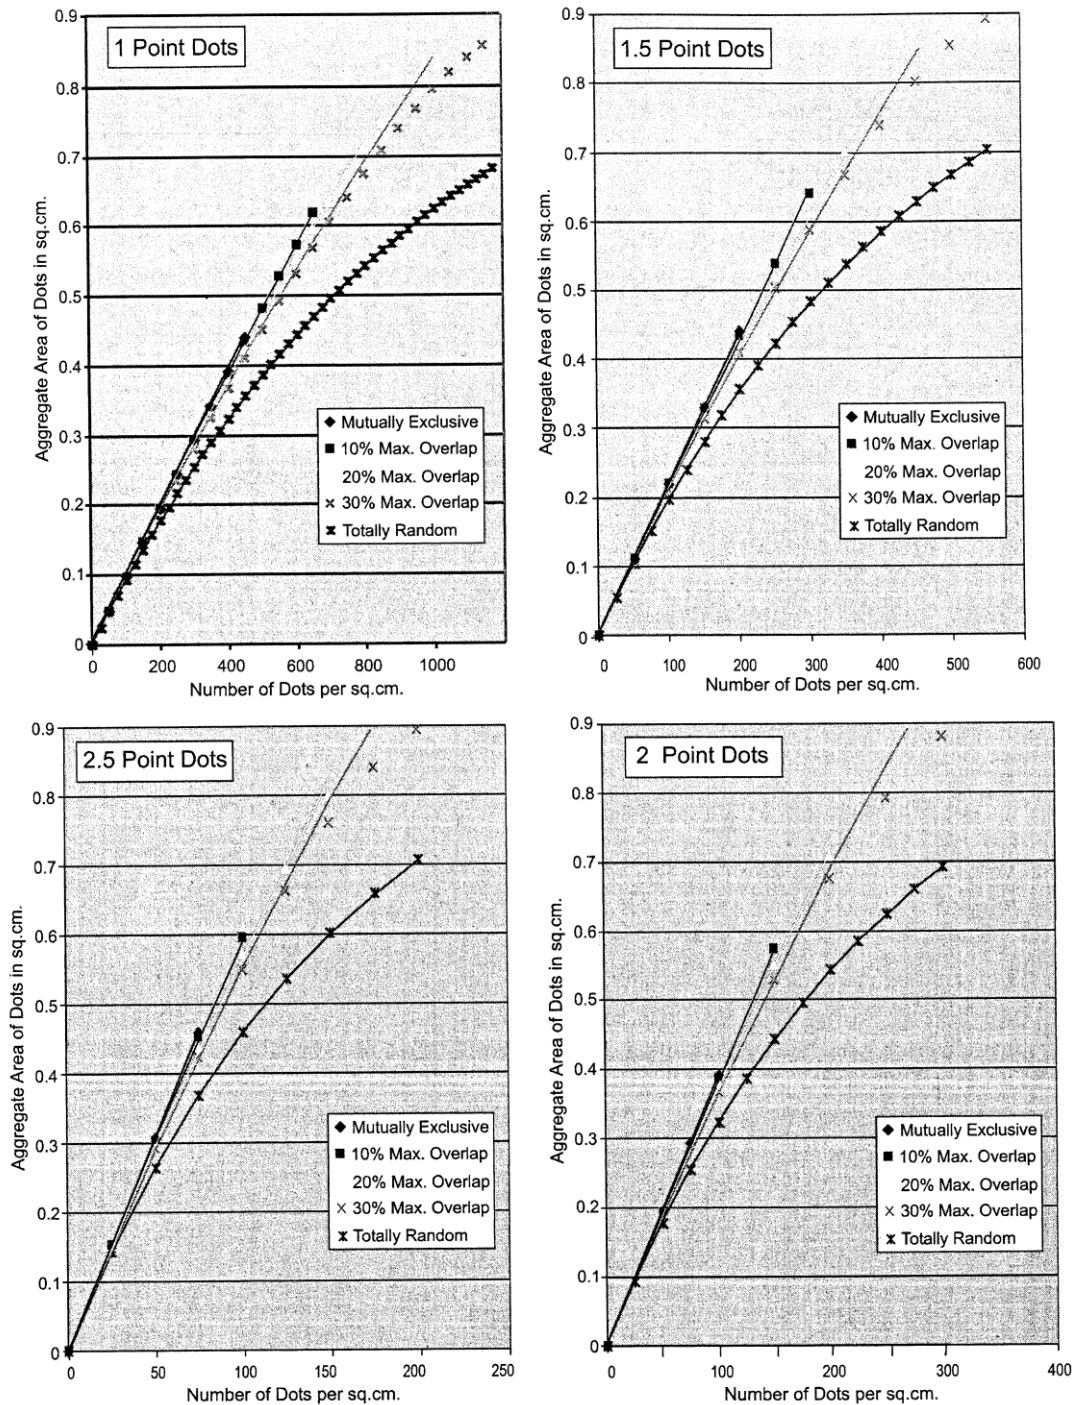 1 Point Dots
Aggregate Area of Dots in sq.cm.
0.9
0.8
0.7
0.6
0.5
0.4
0.3
0.2
0.1
0
Mutually Exclusive
10% Max. Overlap
20% Max. Overlap
30% Max. Overlap
Totally Random
0 200 400 600 800 1000
Number of Dots per sq.cm.
1.5 Point Dots
Aggregate Area of Dots in sq.cm.
0.9
0.8
0.7
0.6
0.5
0.4
0.3
0.2
0.1
0
Mutually Exclusive
10% Max. Overlap
20% Max. Overlap
30% Max. Overlap
Totally Random
0 100 200 300 400 500 600
Number of Dots per sq.cm.
2.5 Point Dots
Aggregate Area of Dots in sq.cm.
0.9
0.8
0.7
0.6
0.5
0.4
0.3
0.2
0.1
0
Mutually Exclusive
10% Max. Overlap
20% Max. Overlap
30% Max. Overlap
Totally Random
0 50 100 150 200 250
Number of Dots per sq.cm.
2 Point Dots
Aggregate Area of Dots in sq.cm.
0.9
0.8
0.7
0.6
0.5
0.4
0.3
0.2
0.1
0
Mutually Exclusive
10% Max. Overlap
20% Max. Overlap
30% Max. Overlap
Totally Random
0 100 200 300 400
Number of Dots per sq.cm.